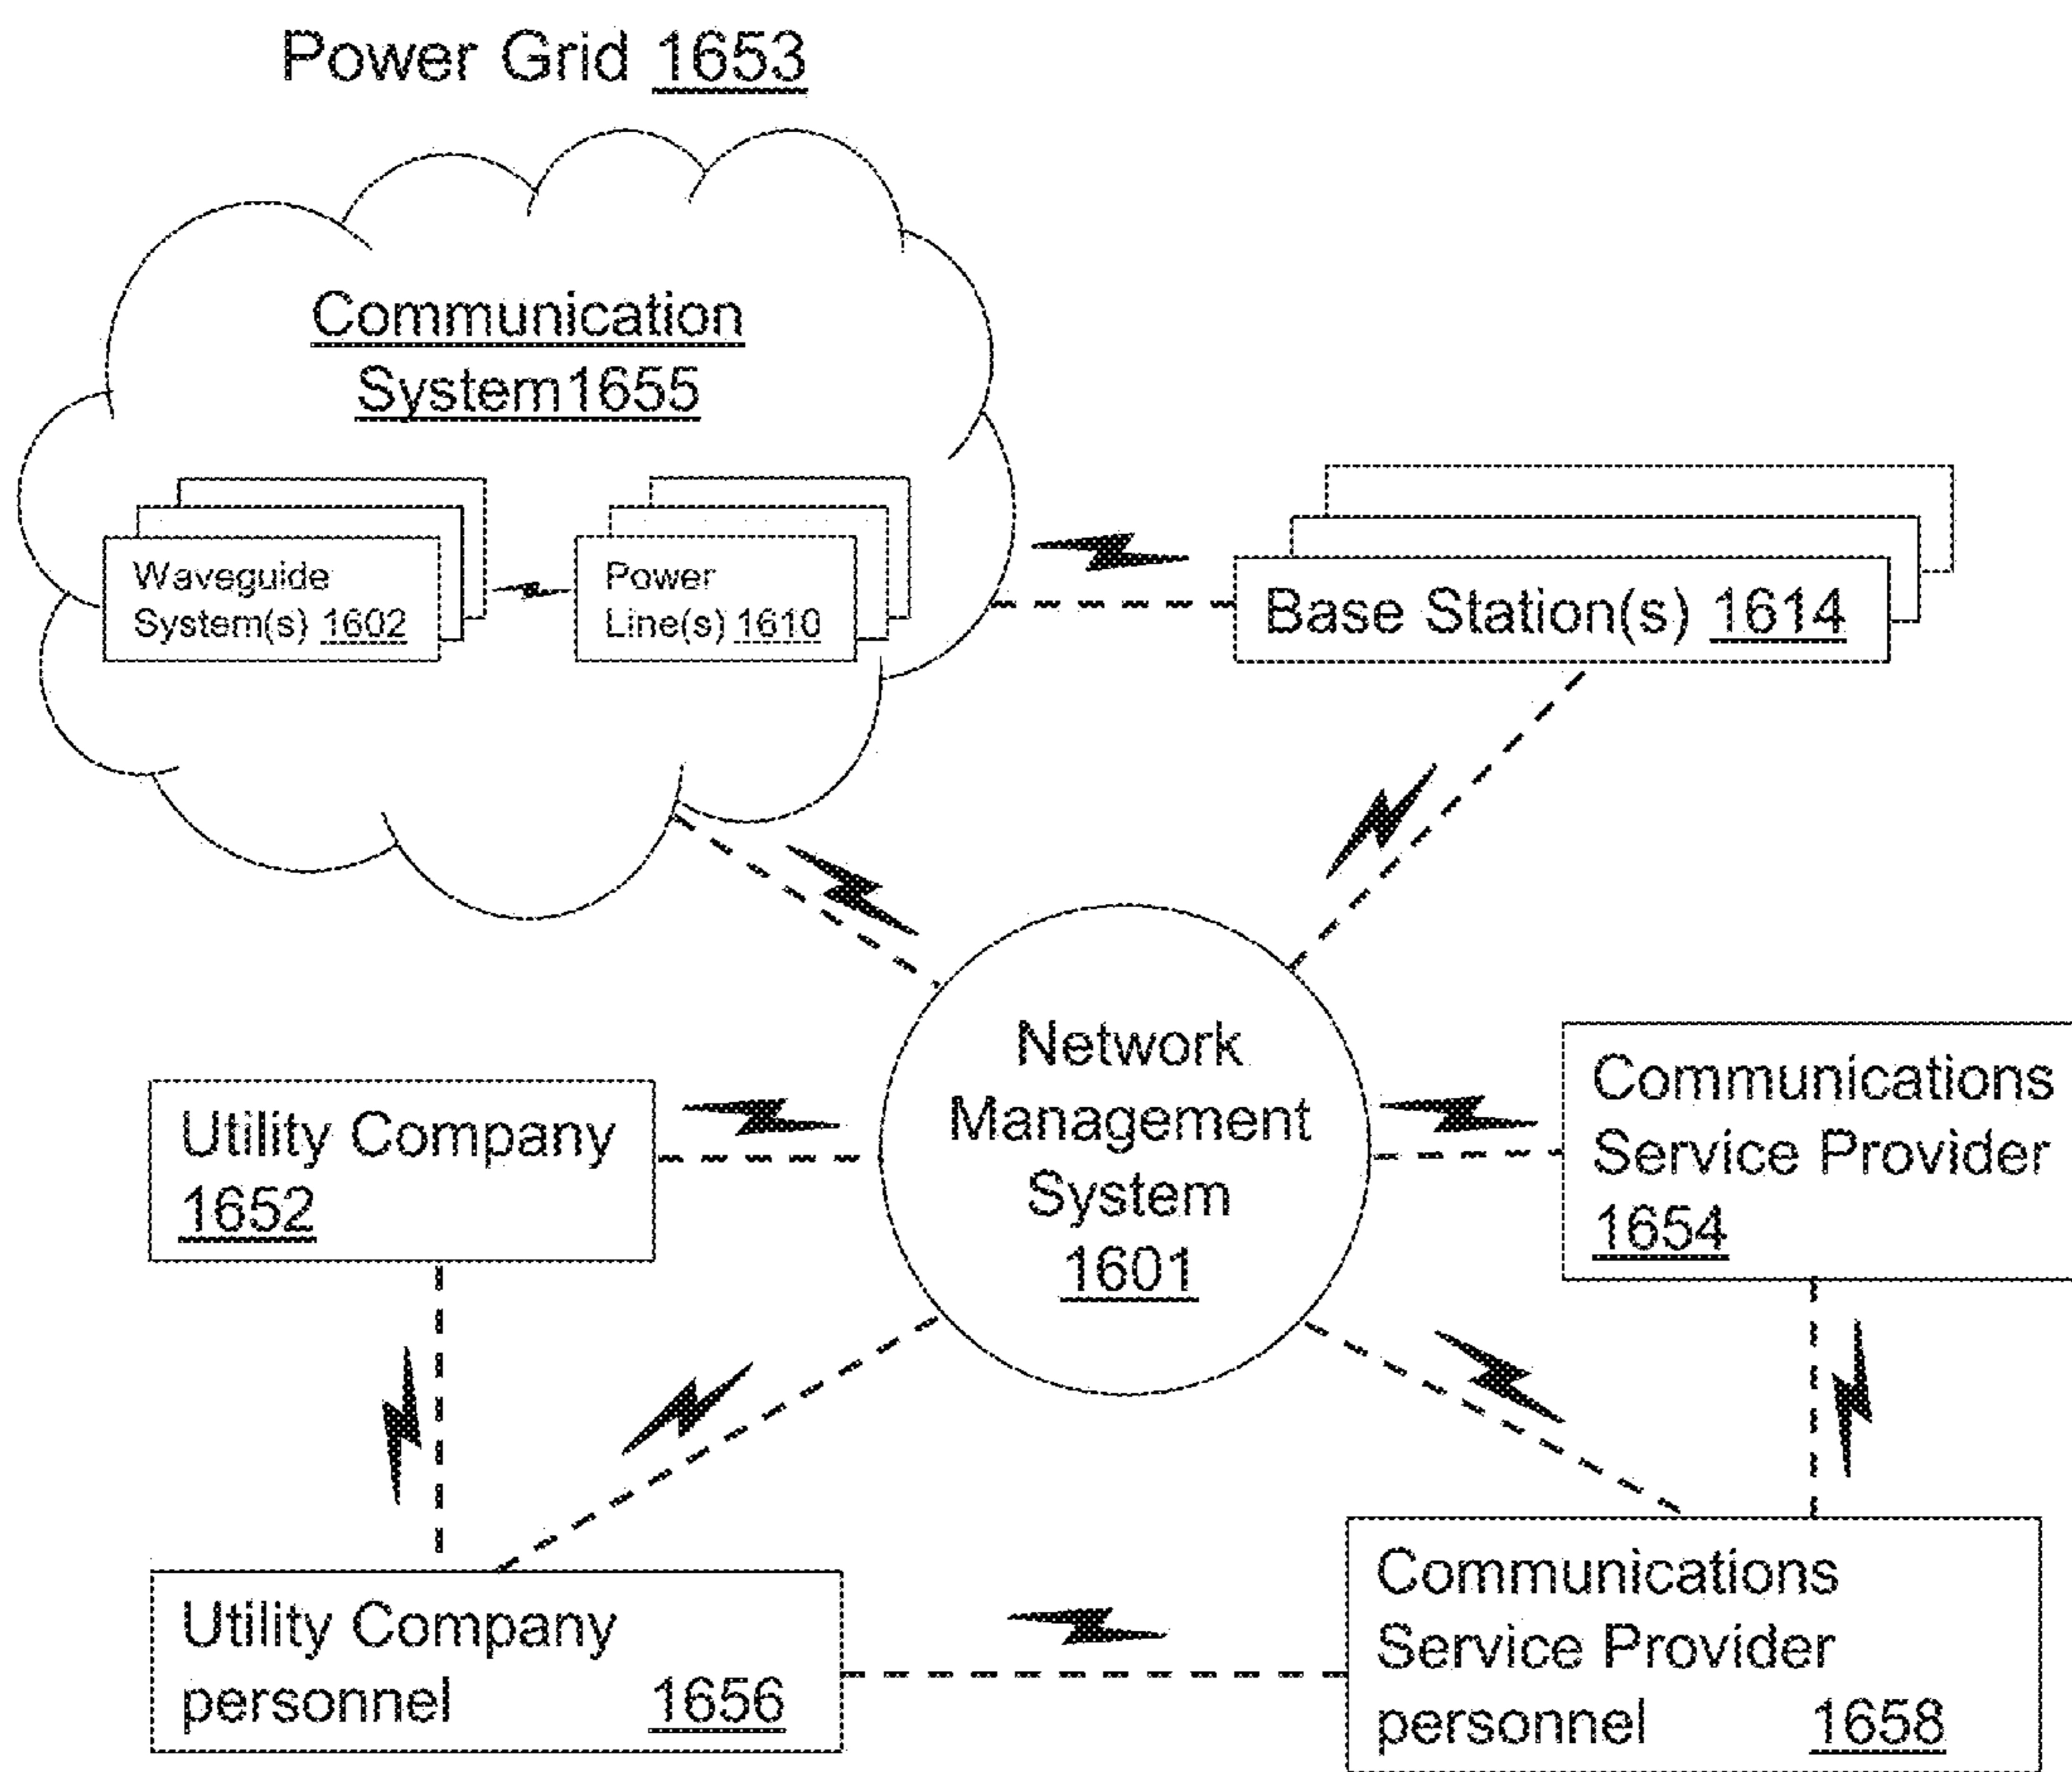 Power Grid 1653
Communication
System1655
Waveguide
System(s) 1602
Power
Line(s) 1610
Base Station(s) 1614
Network
Management
System
1601
Utility Company
1652
Communications
Service Provider
1654
Utility Company
personnel 1656
Communications
Service Provider
personnel 1658